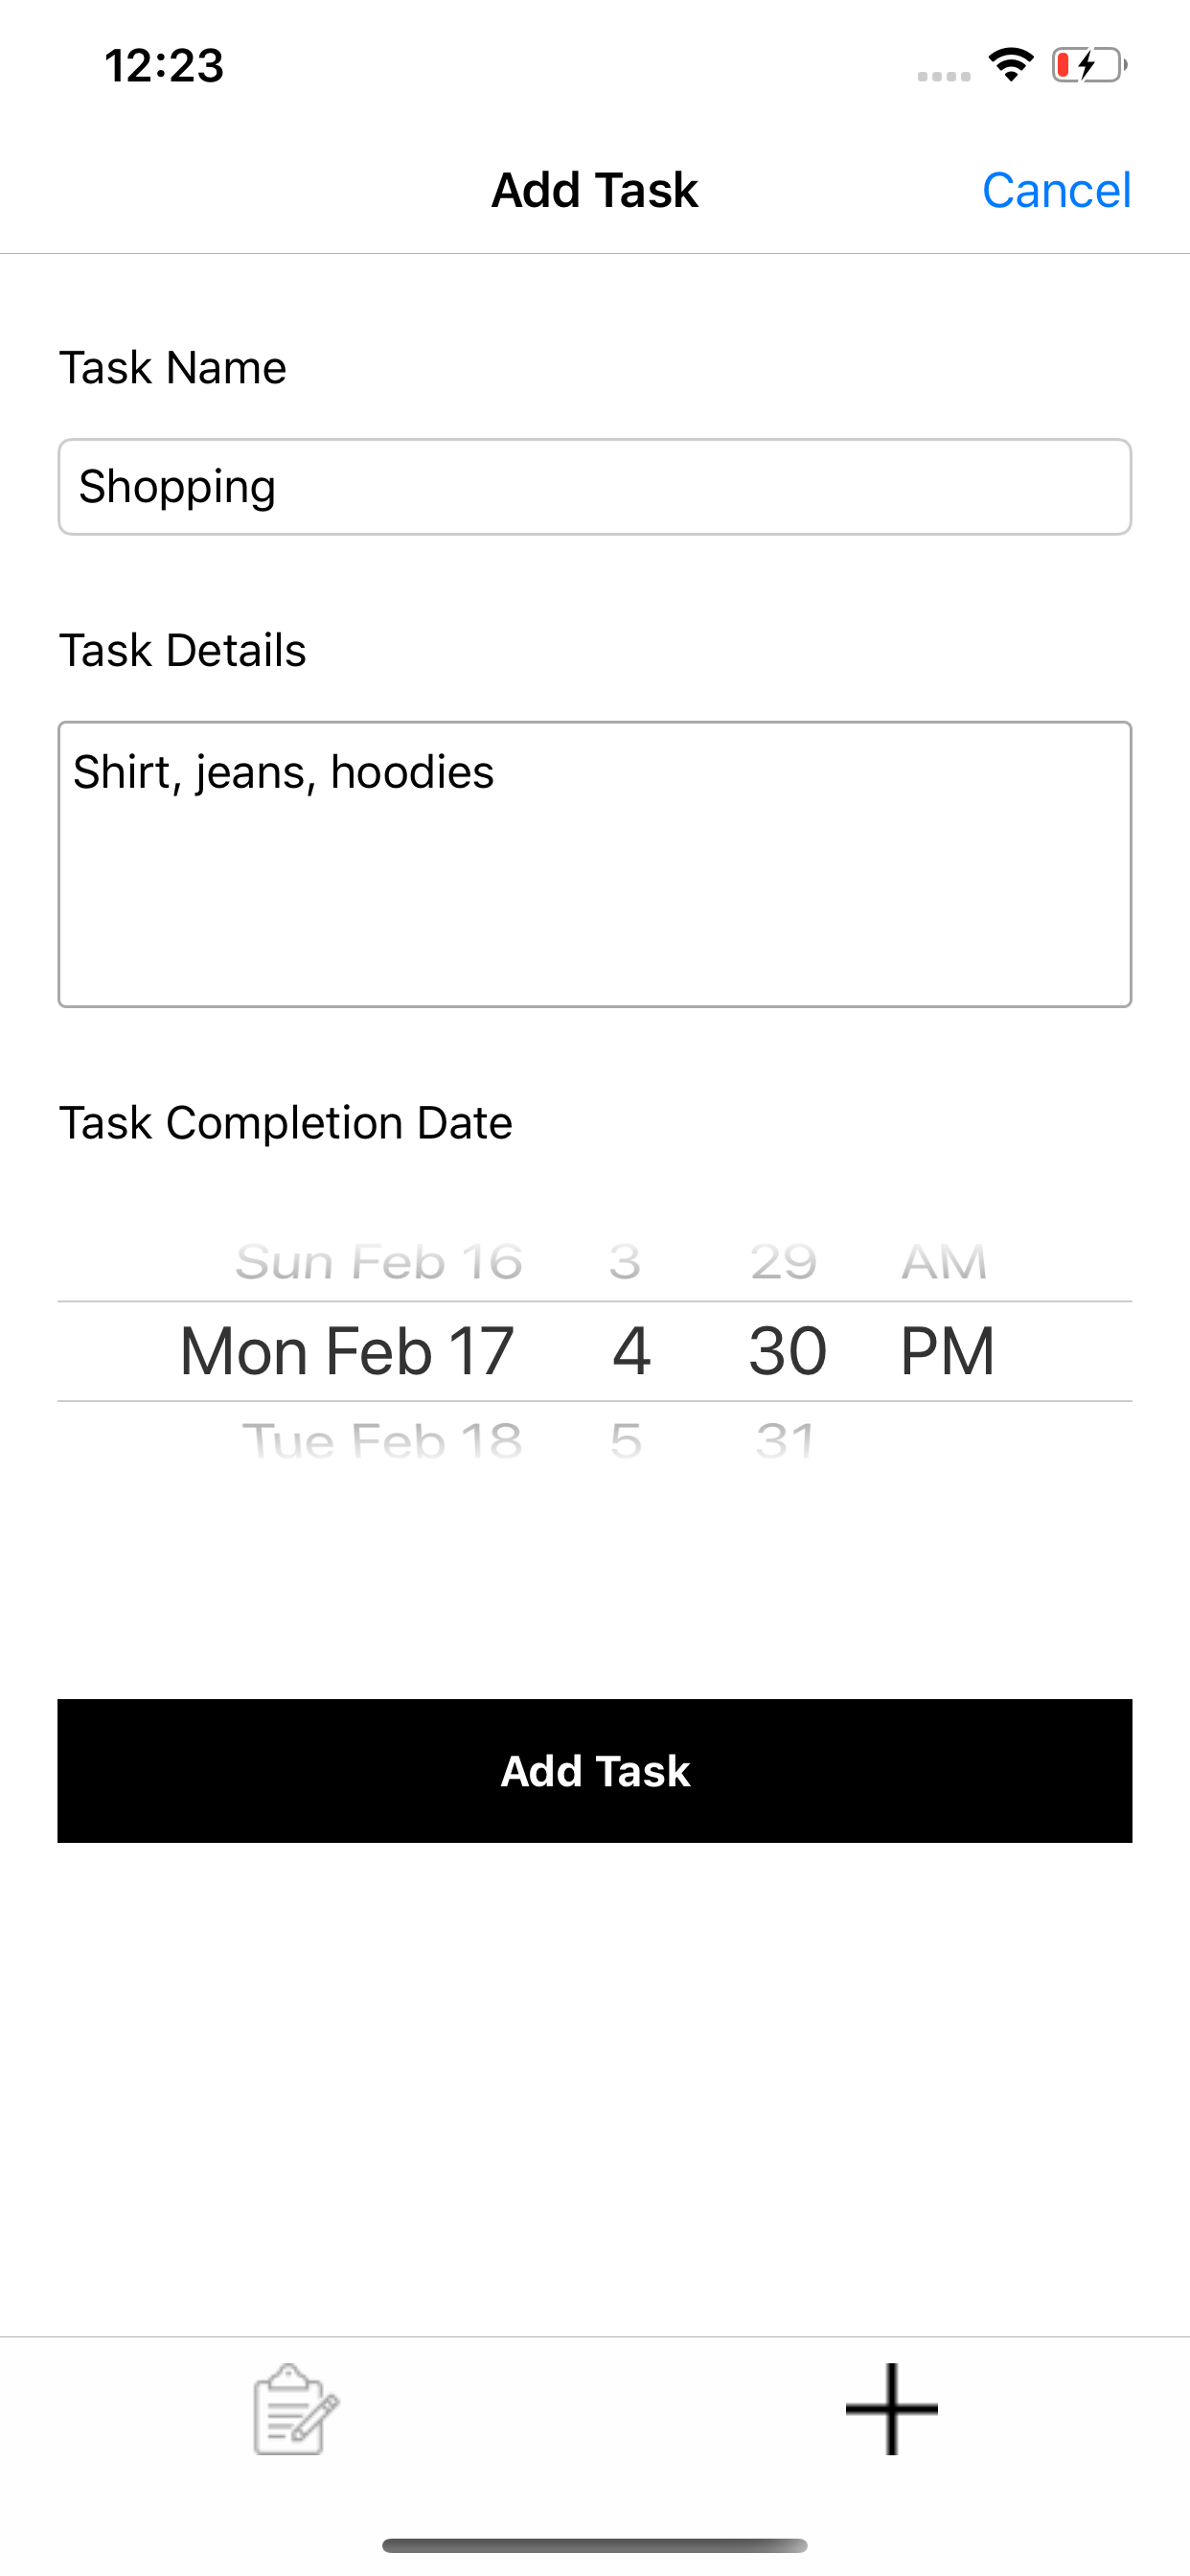 12:23
Add Task
Cancel
Task Name
Shopping
Task Details
Shirt, jeans, hoodies
Task Completion Date
Sun Feb 16 3 29 AM
Mon Feb 17 4 30 PM
Tue Feb 18 5 31
Add Task